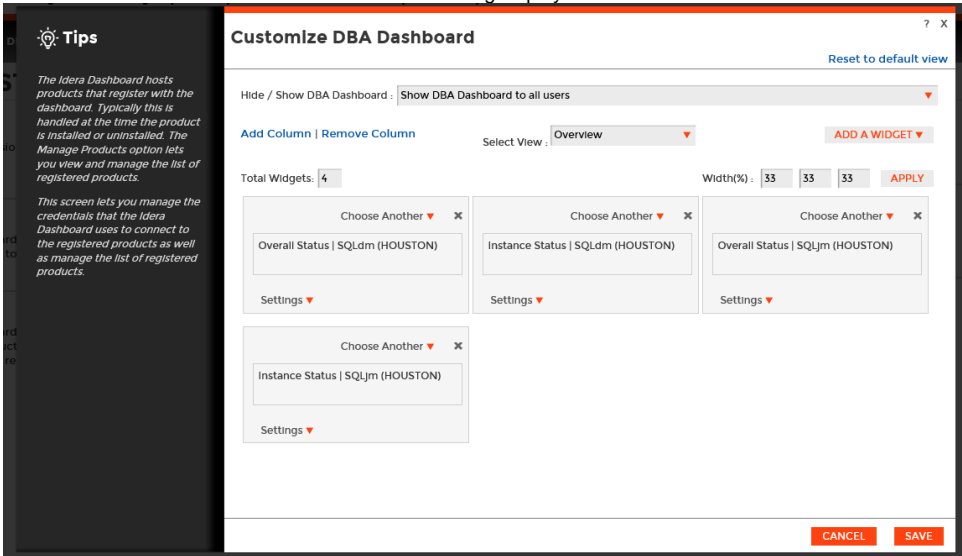 ? X
Tips
Customize DBA Dashboard
Reset to default view
The Idera Dashboard hosts
products that register with the
dashboard. Typically this is
handled at the time the product
is installed or uninstalled. The
Manage Products option lets
you view and manage the list of
registered products.
This screen lets you manage the
credentials that the Idera
Dashboard uses to connect to
the registered products as well
as manage the list of registered
products.
Hide / Show DBA Dashboard : Show DBA Dashboard to all users
Add Column | Remove Column
Select View : Overview
ADD A WIDGET
Total Widgets: 4
Width(%) : 33 33 33 APPLY
Choose Another
Overall Status | SQLdm (HOUSTON)
Settings
Choose Another
Instance Status | SQLdm (HOUSTON)
Settings
Choose Another
Overall Status | SQLjm (HOUSTON)
Settings
Choose Another
Instance Status | SQLjm (HOUSTON)
Settings
CANCEL SAVE